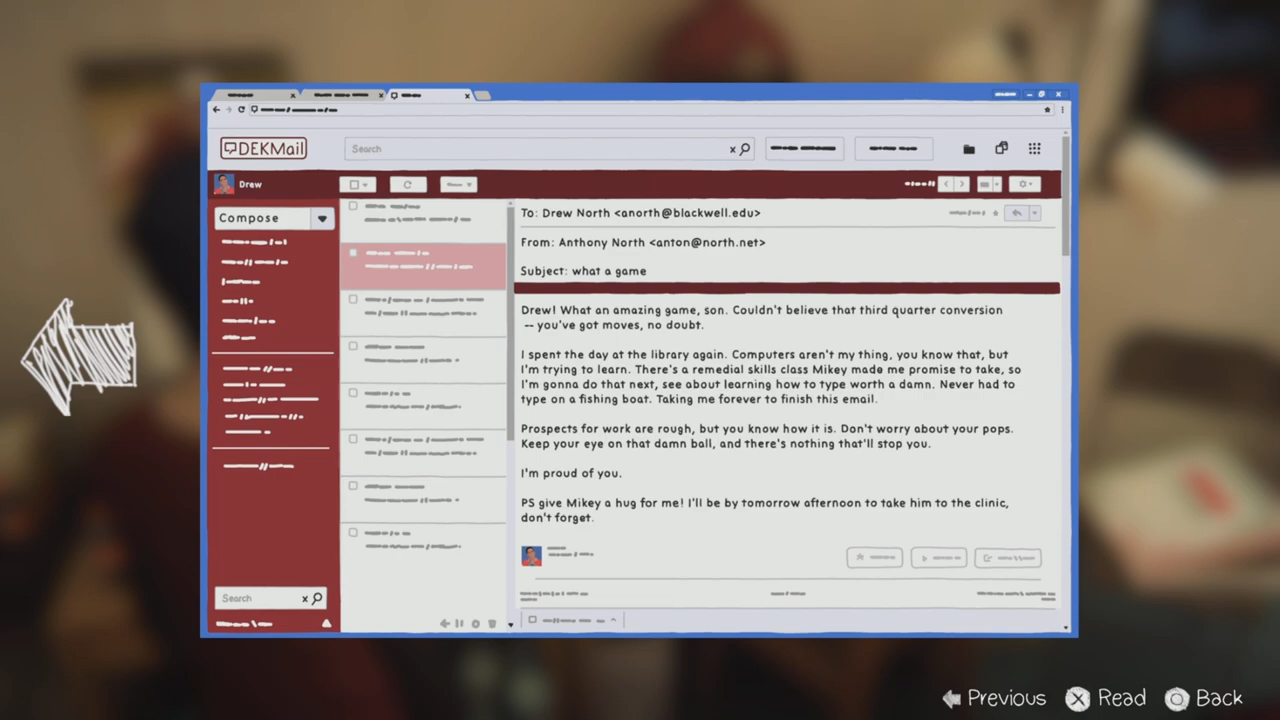 DEKMail
Search
Drew
Compose
To: Drew North <anorth@blackwell.edu>
From: Anthony North <anton@north.net>
Subject: what a game
Drew! What an amazing game, son. Couldn't believe that third quarter conversion
-- you've got moves, no doubt.
I spent the day at the library again. Computers aren't my thing, you know that, but
I'm trying to learn. There's a remedial skills class Mikey made me promise to take, so
I'm gonna do that next, see about learning how to type worth a damn. Never had to
type on a fishing boat. Taking me forever to finish this email.
Prospects for work are rough, but you know how it is. Don't worry about your pops.
Keep your eye on that damn ball, and there's nothing that'll stop you.
I'm proud of you.
PS give Mikey a hug for me! I'll be by tomorrow afternoon to take him to the clinic,
don't forget.
Search
Previous
Read
Back